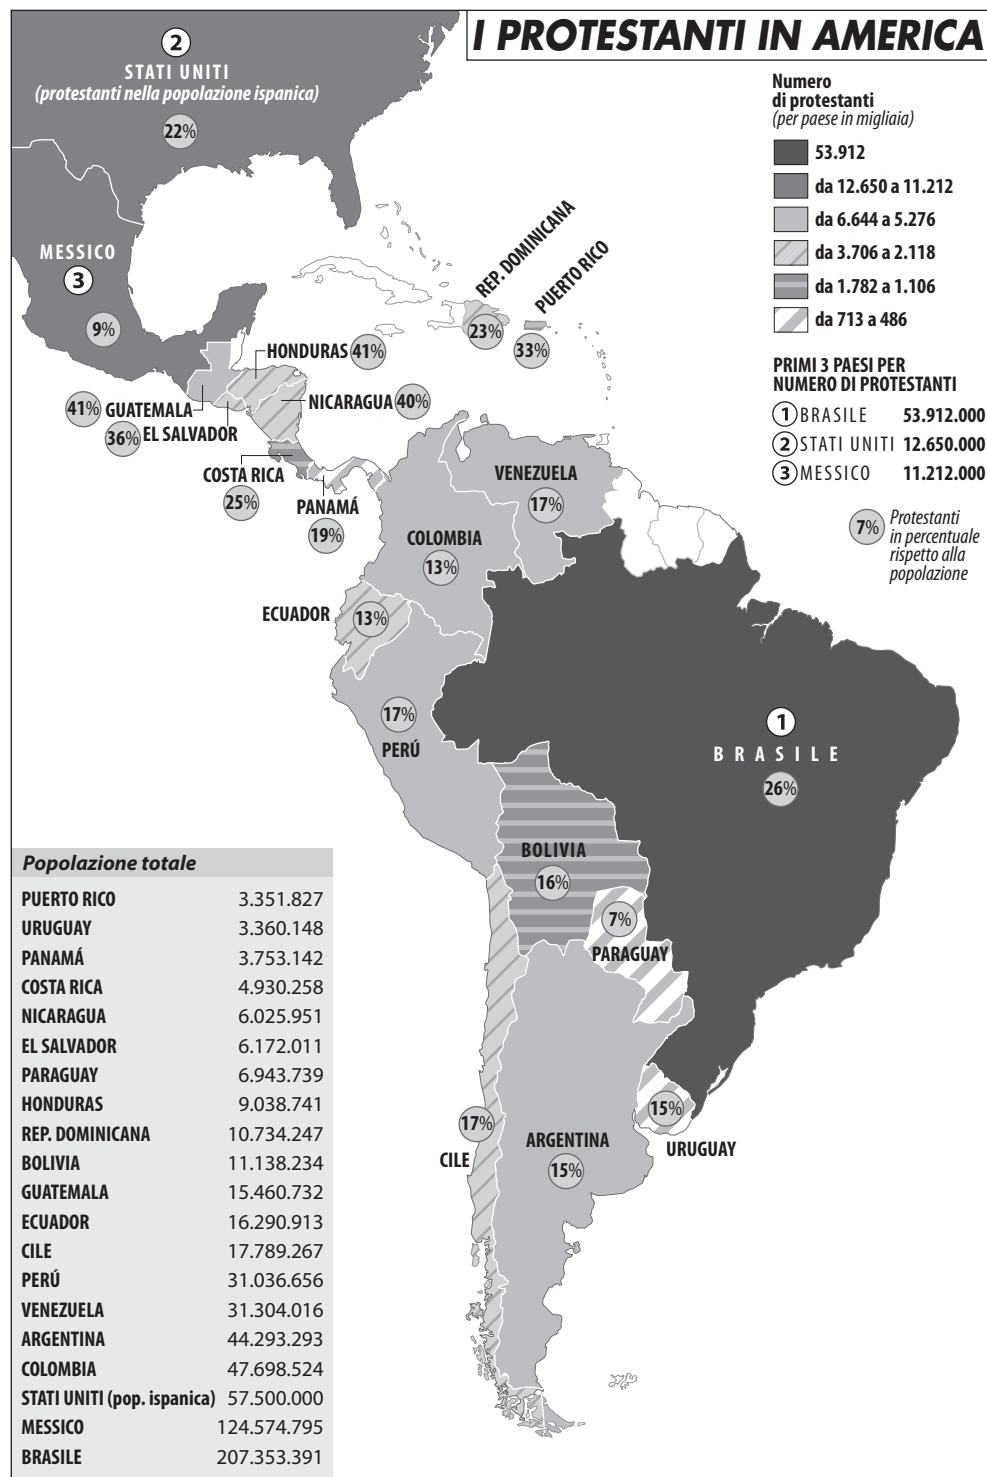 I PROTESTANTI IN AMERICA
2
STATI UNITI
(protestanti nella popolazione ispanica)
22%
MESSICO
3
9%
Numero
di protestanti
(per paese in migliaia)
53.912
da 12.650 a 11.212
da 6.644 a 5.276
da 3.706 a 2.118
da 1.782 a 1.106
da 713 a 486
PRIMI 3 PAESI PER
NUMERO DI PROTESTANTI
1 BRASILE 53.912.000
2 STATI UNITI 12.650.000
3 MESSICO 11.212.000
7% Protestanti
in percentuale
rispetto alla
popolazione
REP. DOMINICANA
23%
PUERTO RICO
33%
HONDURAS 41%
NICARAGUA 40%
41% GUATEMALA
36% EL SALVADOR
COSTA RICA
25%
PANAMÁ
19%
VENEZUELA
17%
COLOMBIA
13%
ECUADOR
13%
17%
PERÚ
1
BRASILE
26%
BOLIVIA
16%
7%
PARAGUAY
17%
CILE
ARGENTINA
15%
15%
URUGUAY
Popolazione totale
PUERTO RICO 3.351.827
URUGUAY 3.360.148
PANAMÁ 3.753.142
COSTA RICA 4.930.258
NICARAGUA 6.025.951
EL SALVADOR 6.172.011
PARAGUAY 6.943.739
HONDURAS 9.038.741
REP. DOMINICANA 10.734.247
BOLIVIA 11.138.234
GUATEMALA 15.460.732
ECUADOR 16.290.913
CILE 17.789.267
PERÚ 31.036.656
VENEZUELA 31.304.016
ARGENTINA 44.293.293
COLOMBIA 47.698.524
STATI UNITI (pop. ispanica) 57.500.000
MESSICO 124.574.795
BRASILE 207.353.391